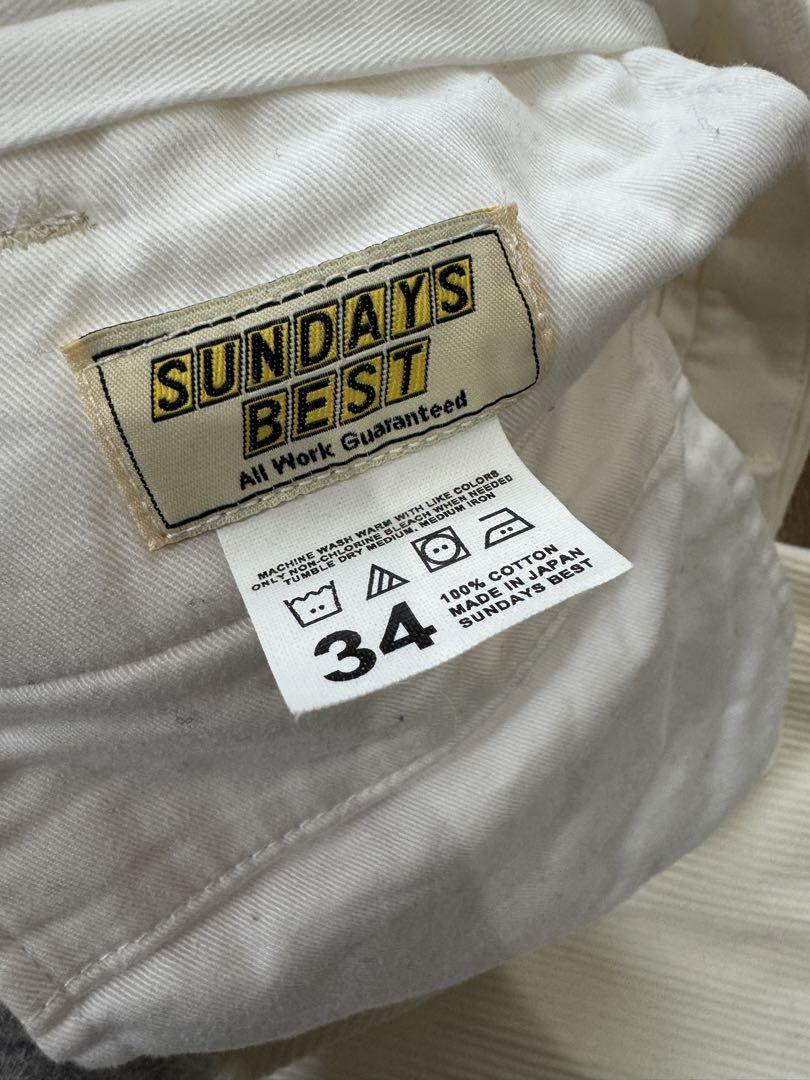 SUNDAYS
BEST
All Work Guaranteed
MACHINE WASH WARM WITH LIKE COLORS
ONLY NON-CHLORINE BLEACH WHEN NEEDED
TUMBLE DRY MEDIUM, MEDIUM IRON
34
100% COTTON
MADE IN JAPAN
SUNDAYS BEST